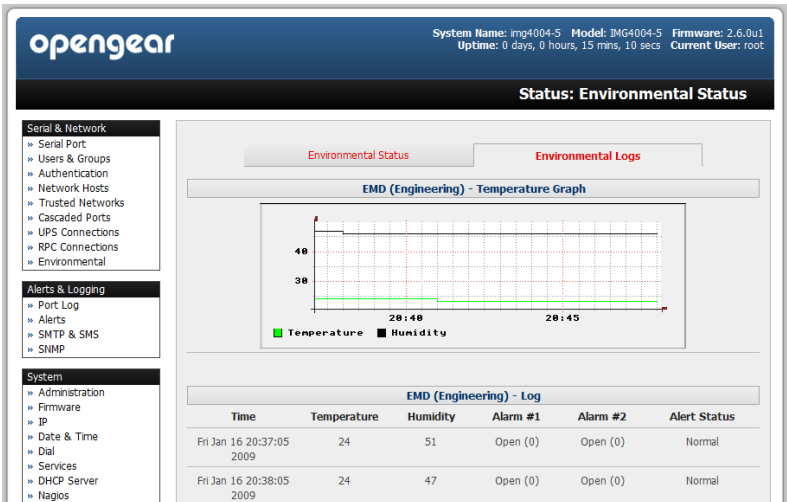 opengear
System Name: img4004-5 Model: IMG4004-5 Firmware: 2.6.0u1
Uptime: 0 days, 0 hours, 15 mins, 10 secs Current User: root
Status: Environmental Status
Serial & Network
» Serial Port
» Users & Groups
» Authentication
» Network Hosts
» Trusted Networks
» Cascaded Ports
» UPS Connections
» RPC Connections
» Environmental
Alerts & Logging
» Port Log
» Alerts
» SMTP & SMS
» SNMP
System
» Administration
» Firmware
» IP
» Date & Time
» Dial
» Services
» DHCP Server
» Nagios
Environmental Status
Environmental Logs
EMD (Engineering) - Temperature Graph
40
30
20:40 20:45
Temperature Humidity
EMD (Engineering) - Log
Time Temperature Humidity Alarm #1 Alarm #2 Alert Status
Fri Jan 16 20:37:05 24 51 Open (0) Open (0) Normal
2009
Fri Jan 16 20:38:05 24 47 Open (0) Open (0) Normal
2009